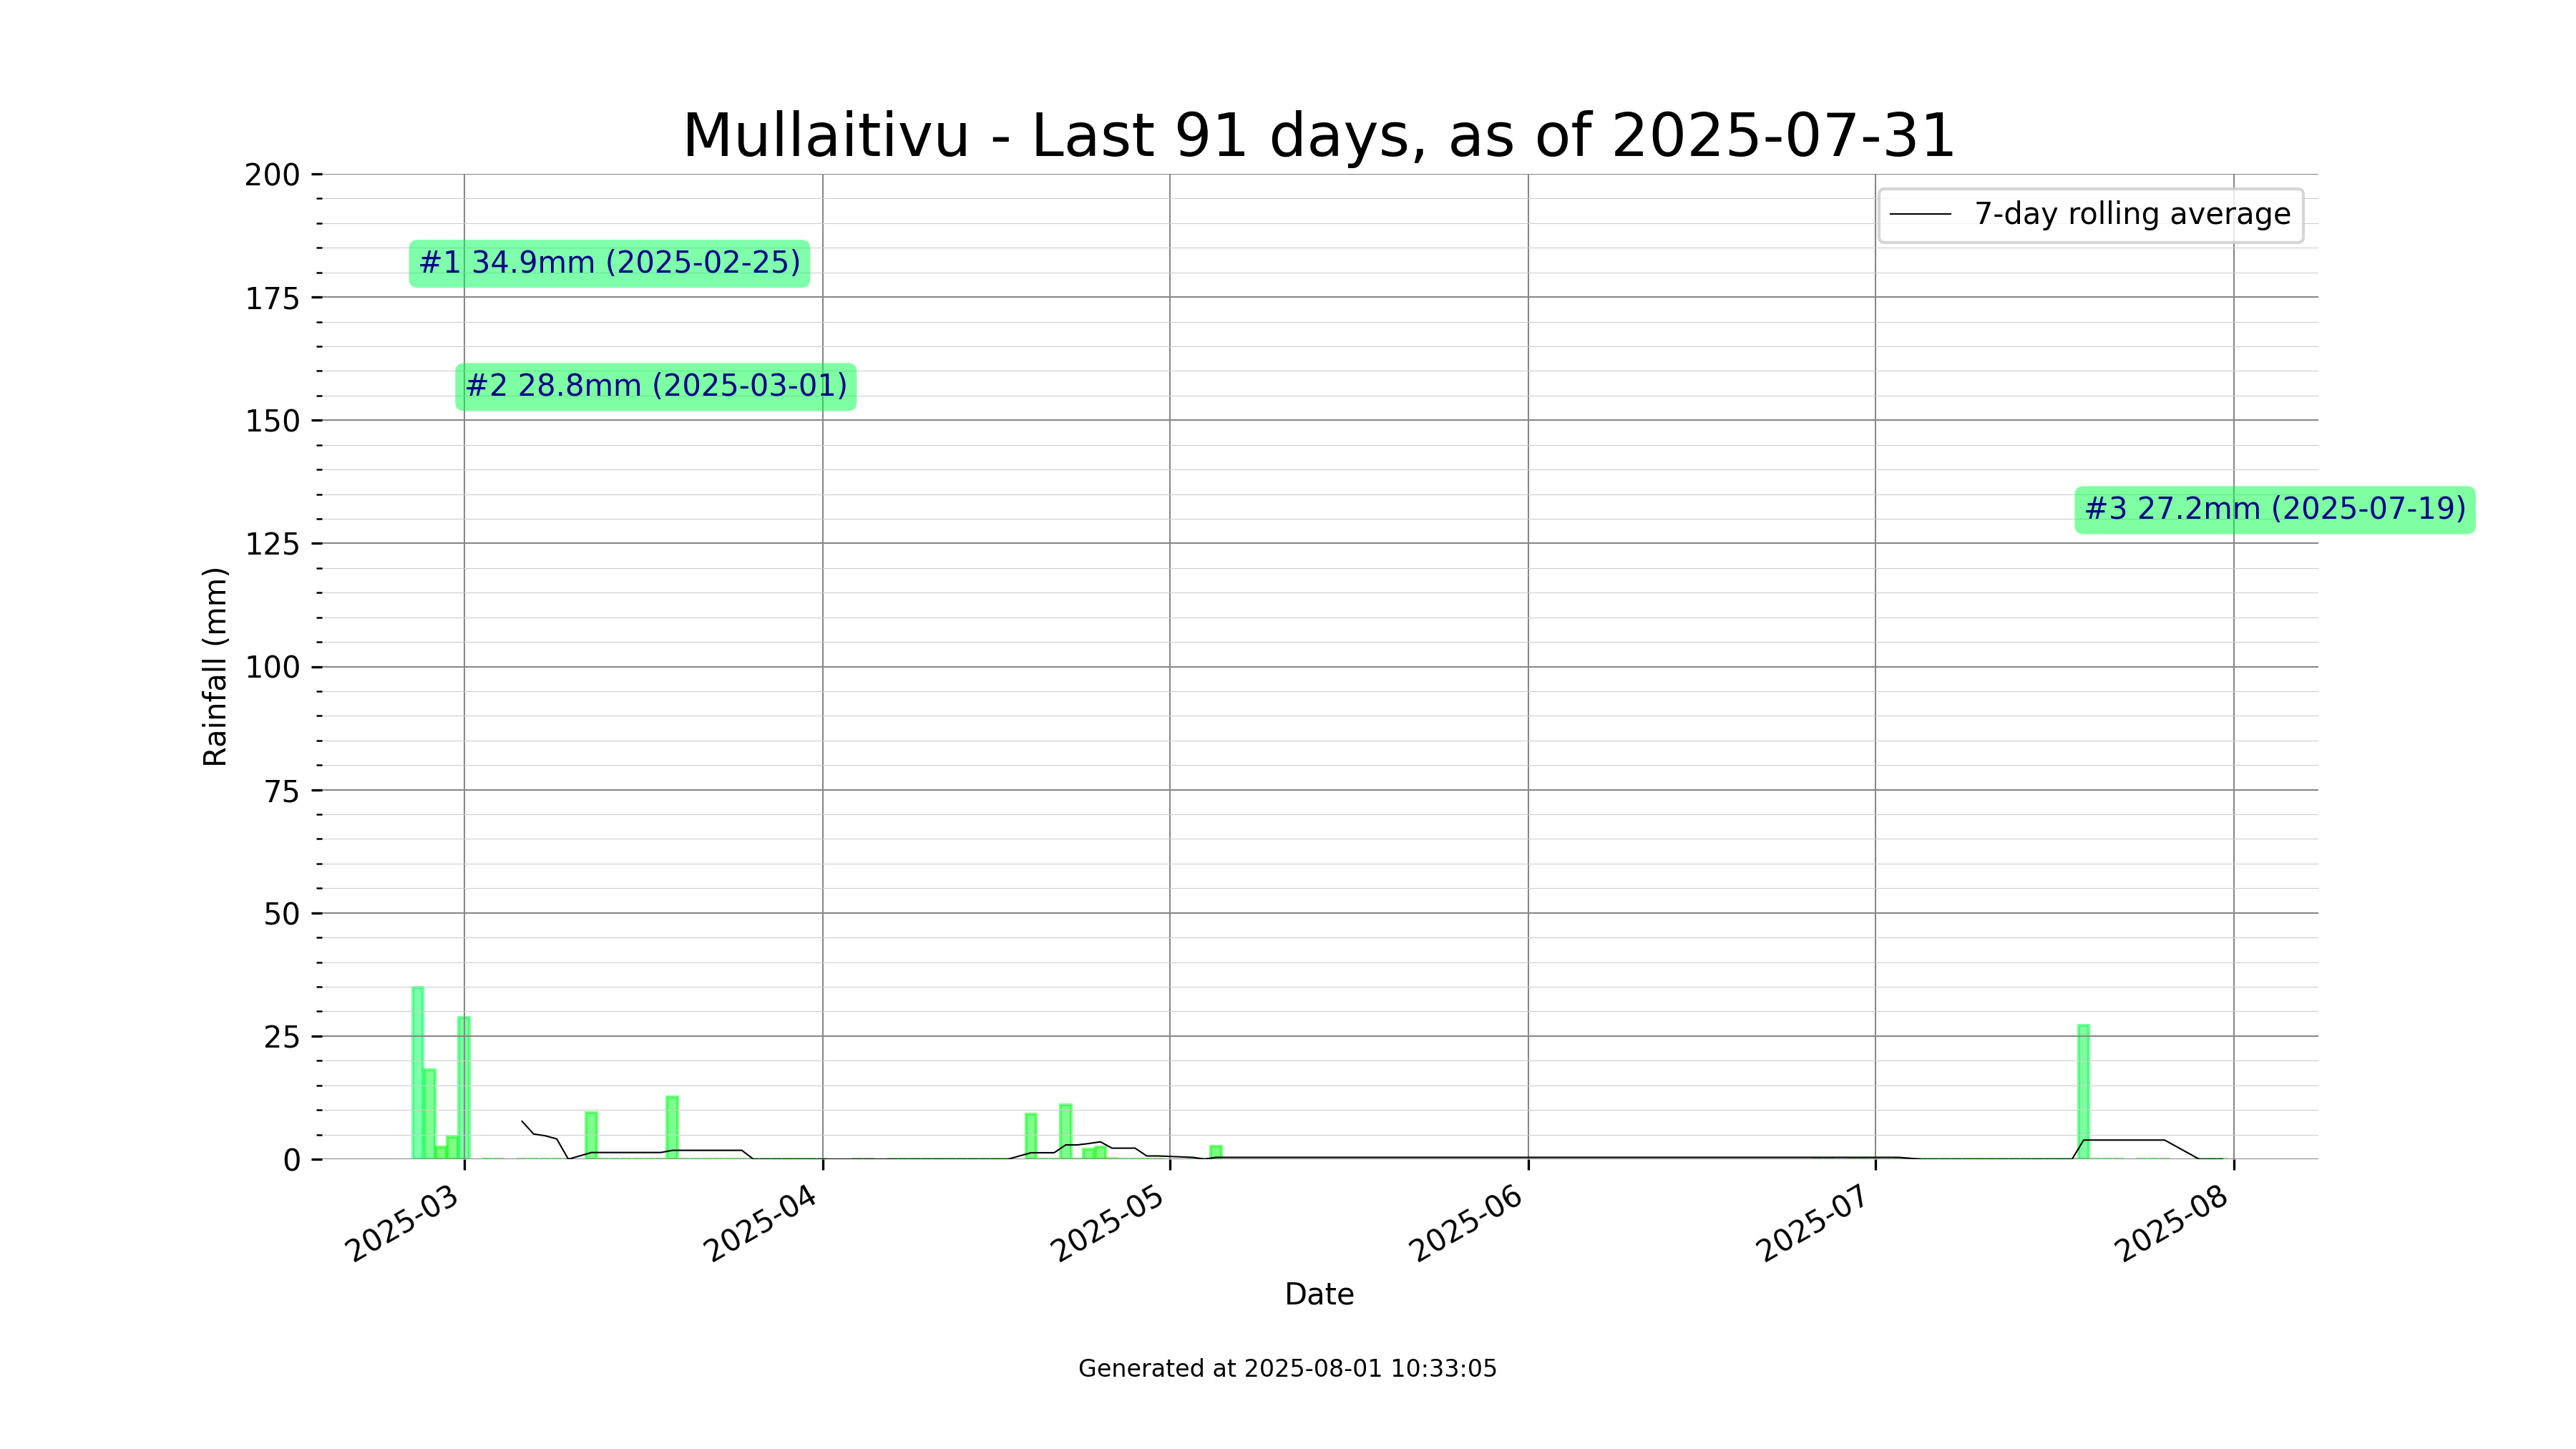 Mullaitivu - Last 91 days, as of 2025-07-31
7-day rolling average
#1 34.9mm (2025-02-25)
#2 28.8mm (2025-03-01)
#3 27.2mm (2025-07-19)
Rainfall (mm)
200
175
150
125
100
75
50
25
0
2025-03
2025-04
2025-05
2025-06
2025-07
2025-08
Date
Generated at 2025-08-01 10:33:05